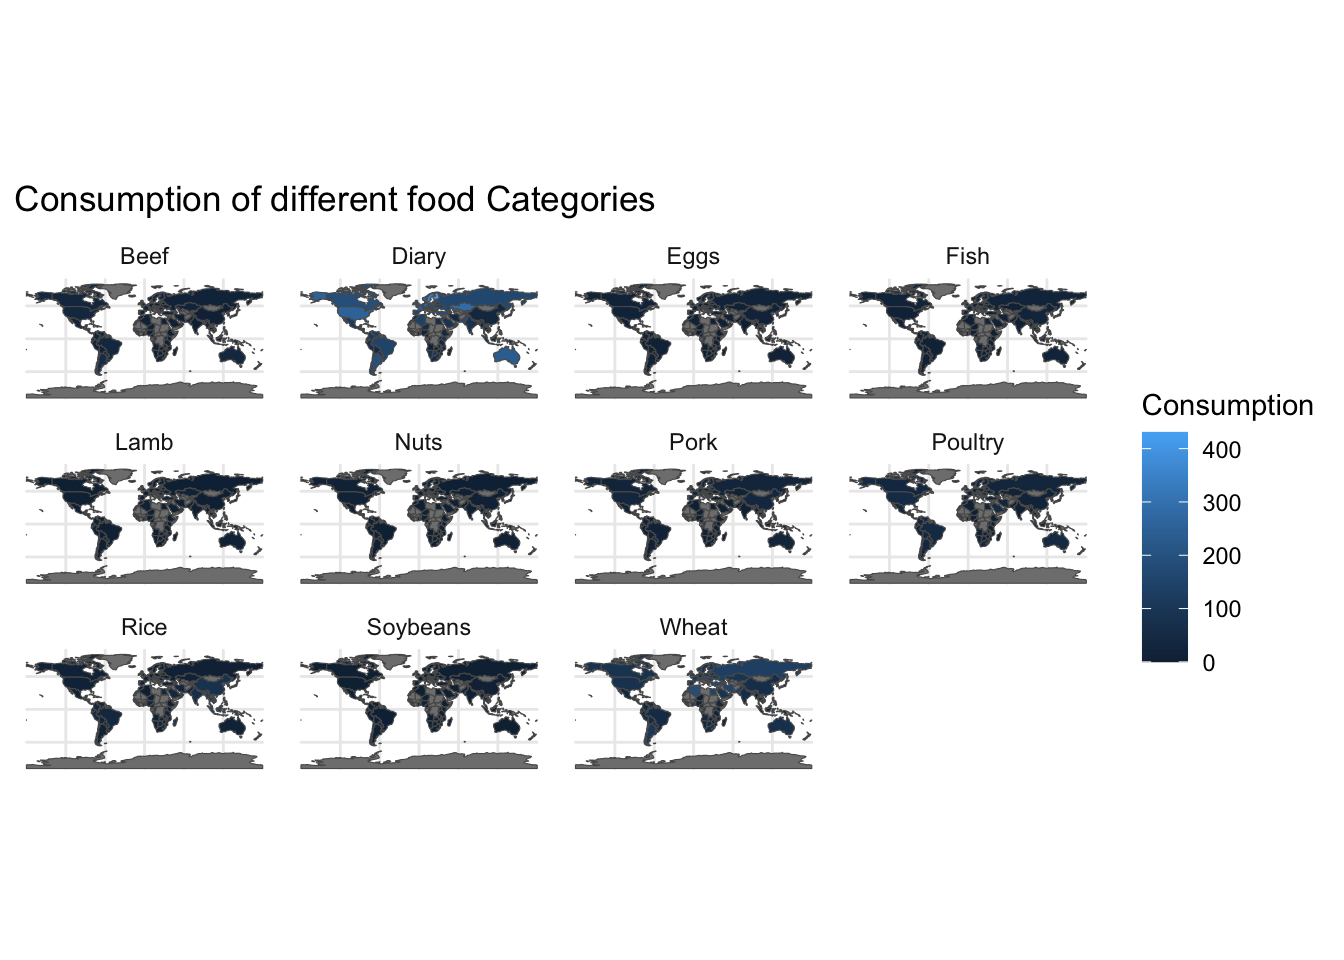 Consumption of different food Categories
Beef
Diary
Eggs
Fish
Lamb
Nuts
Pork
Poultry
Rice
Soybeans
Wheat
Consumption
400
300
200
100
0